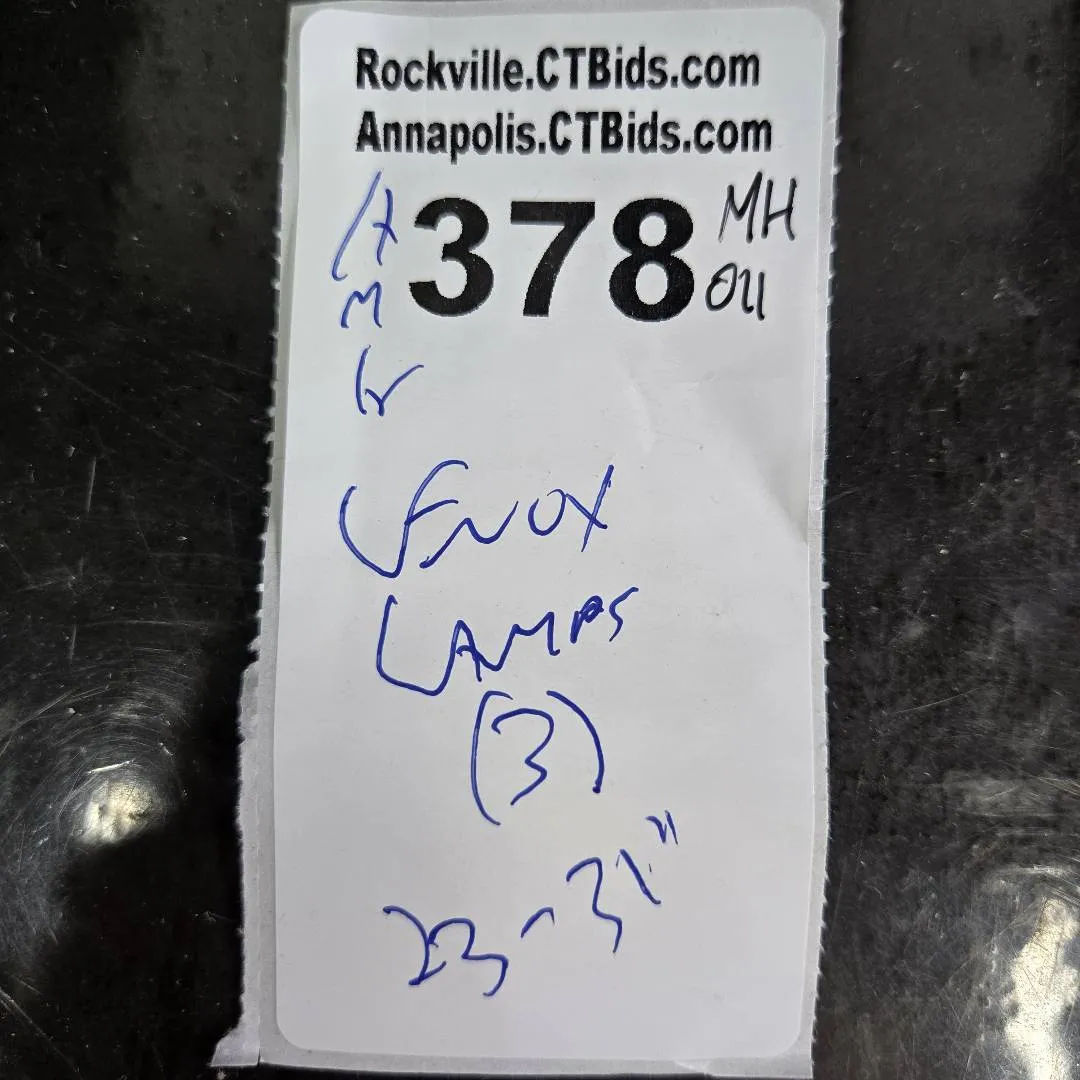 Rockville.CTBids.com
Annapolis.CTBids.com
378
MH
011
LENOX
LAMPS
(3)
23-31"